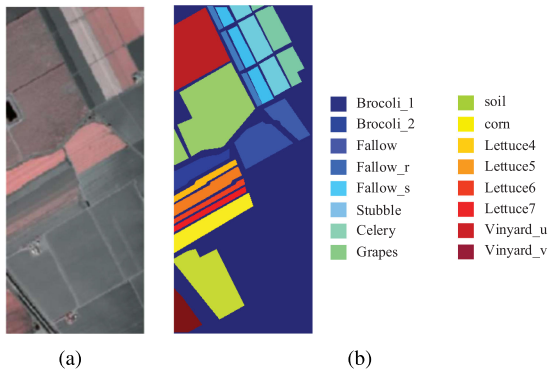 Brocoli_1
Brocoli_2
Fallow
Fallow_r
Fallow_s
Stubble
Celery
Grapes
soil
corn
Lettuce4
Lettuce5
Lettuce6
Lettuce7
Vinyard_u
Vinyard_v
(a)
(b)